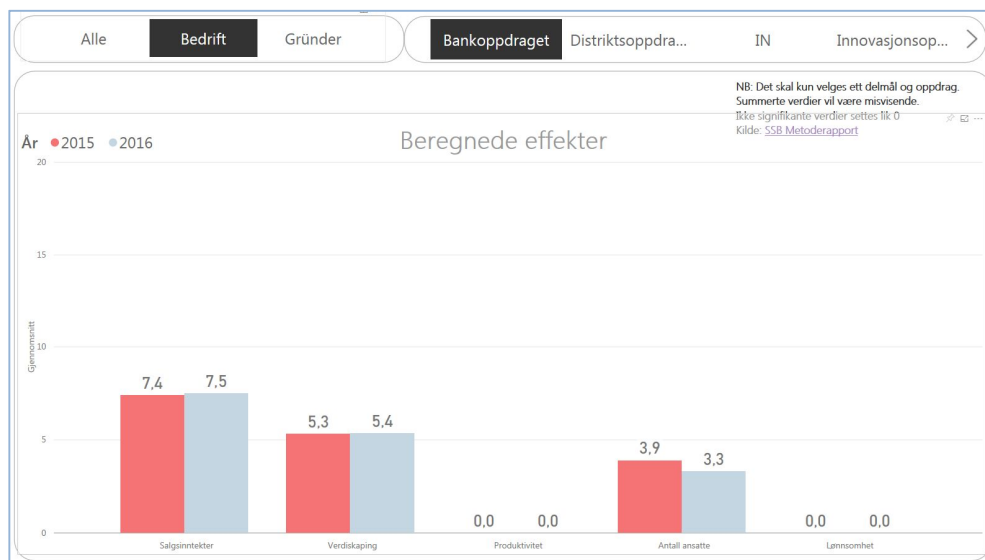 Alle Bedrift Gründer Bankoppdraget Distriktsoppdra... IN Innovasjonsop...
NB: Det skal kun velges ett delmål og oppdrag.
Summerte verdier vil være misvisende.
Ikke signifikante verdier settes lik 0
Kilde: SSB Metoderapport
År 2015 2016
Beregnede effekter
20
15
10
5
0
Gjennomsnitt
7,4 7,5
5,3 5,4
0,0 0,0
3,9 3,3
0,0 0,0
Salgsinntekter Verdiskaping Produktivitet Antall ansatte Lønnsomhet